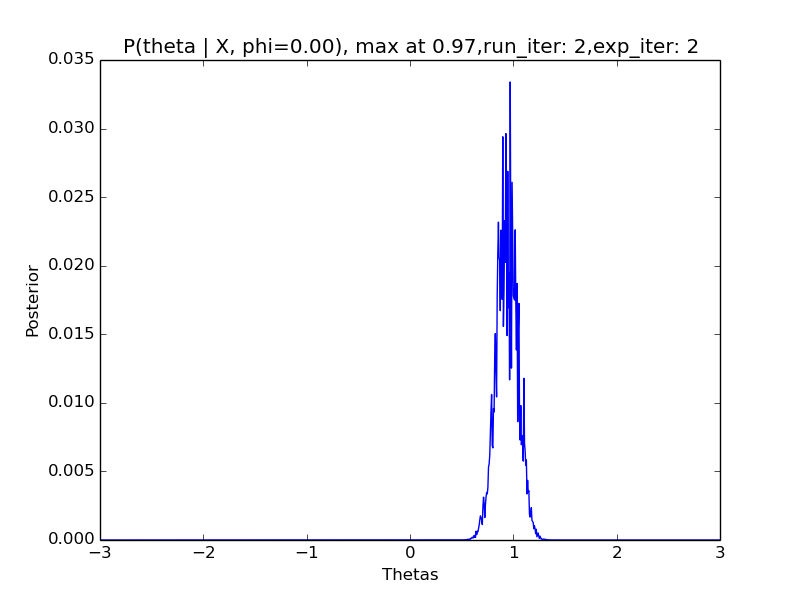 P(theta | X, phi=0.00), max at 0.97,run_iter: 2,exp_iter: 2
0.035
0.030
0.025
0.020
0.015
0.010
0.005
0.000
Posterior
−3 −2 −1 0 1 2 3
Thetas